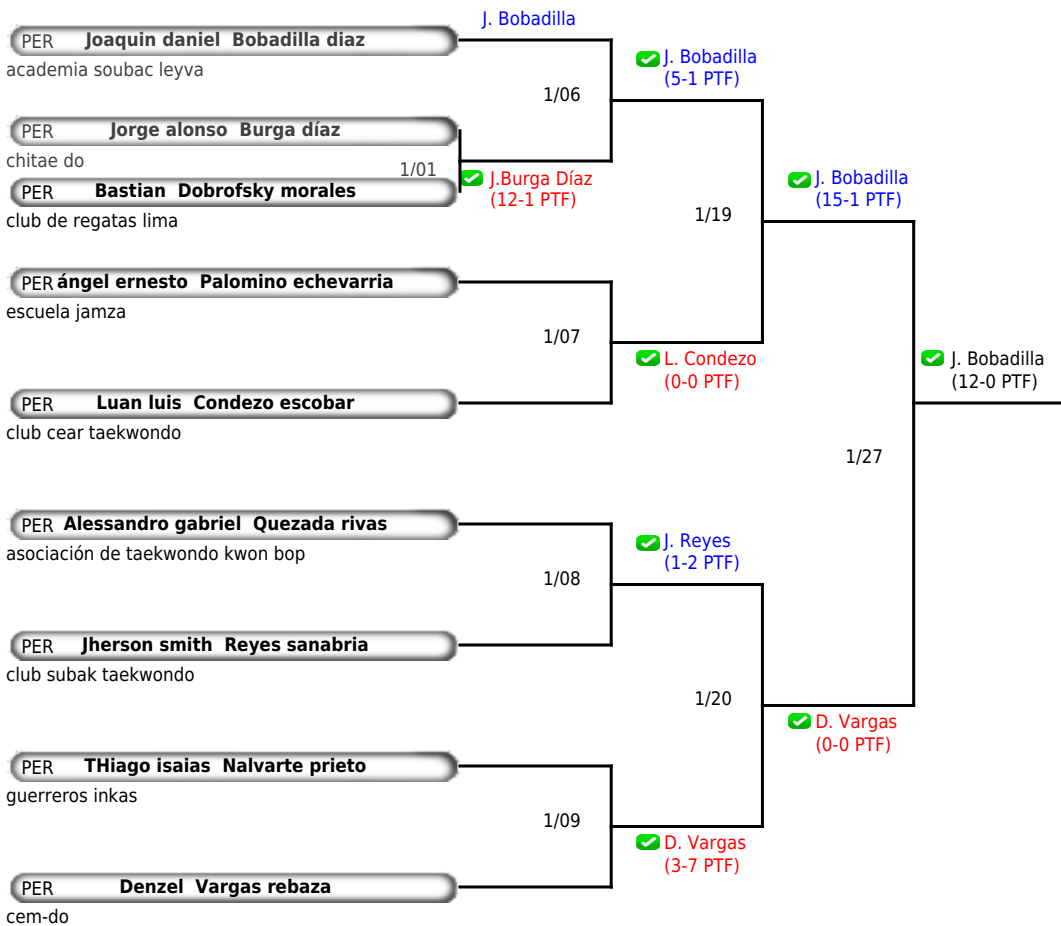 J. Bobadilla
PER Joaquin daniel Bobadilla diaz
academia soubac leyva
J. Bobadilla
(5-1 PTF)
1/06
PER Jorge alonso Burga díaz
chitae do
1/01
J.Burga Díaz
(12-1 PTF)
PER Bastian Dobrofsky morales
club de regatas lima
J. Bobadilla
(15-1 PTF)
1/19
PER ángel ernesto Palomino echevarria
escuela jamza
1/07
L. Condezo
(0-0 PTF)
J. Bobadilla
(12-0 PTF)
PER Luan luis Condezo escobar
club cear taekwondo
1/27
PER Alessandro gabriel Quezada rivas
asociación de taekwondo kwon bop
J. Reyes
(1-2 PTF)
1/08
PER Jherson smith Reyes sanabria
club subak taekwondo
1/20
D. Vargas
(0-0 PTF)
PER THiago isaias Nalvarte prieto
guerreros inkas
1/09
D. Vargas
(3-7 PTF)
PER Denzel Vargas rebaza
cem-do